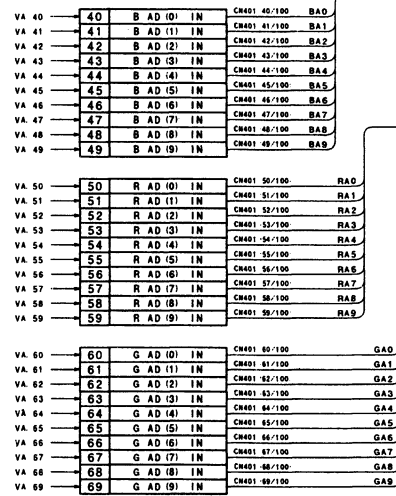 VA 40 40 B AD (0) IN CN401 40/100 BA0
VA 41 41 B AD (1) IN CN401 41/100 BA1
VA 42 42 B AD (2) IN CN401 42/100 BA2
VA 43 43 B AD (3) IN CN401 43/100 BA3
VA 44 44 B AD (4) IN CN401 44/100 BA4
VA 45 45 B AD (5) IN CN401 45/100 BA5
VA 46 46 B AD (6) IN CN401 46/100 BA6
VA. 47 47 B AD (7) IN CN401 47/100 BA7
VA. 48 48 B AD (8) IN CN401 48/100 BA8
VA 49 49 B AD (9) IN CN401 49/100 BA9
VA. 50 50 R AD (0) IN CN401 50/100 RA0
VA 51 51 R AD (1) IN CN401 51/100 RA1
VA 52 52 R AD (2) IN CN401 52/100 RA2
VA. 53 53 R AD (3) IN CN401 53/100 RA3
VA 54 54 R AD (4) IN CN401 54/100 RA4
VA 55 55 R AD (5) IN CN401 55/100 RA5
VA 56 56 R AD (6) IN CN401 56/100 RA6
VA 57 57 R AD (7) IN CN401 57/100 RA7
VA 58 58 R AD (8) IN CN401 58/100 RA8
VA 59 59 R AD (9) IN CN401 59/100 RA9
VA. 60 60 G AD (0) IN CN401 60/100 GA0
VA. 61 61 G AD (1) IN CN401 61/100 GA1
VA. 62 62 G AD (2) IN CN401 62/100 GA2
VA. 63 63 G AD (3) IN CN401 63/100 GA3
VA 64 64 G AD (4) IN CN401 64/100 GA4
VA. 65 65 G AD (5) IN CN401 65/100 GA5
VA 66 66 G AD (6) IN CN401 66/100 GA6
VA 67 67 G AD (7) IN CN401 67/100 GA7
VA 68 68 G AD (8) IN CN401 68/100 GA8
VA 69 69 G AD (9) IN CN401 69/100 GA9